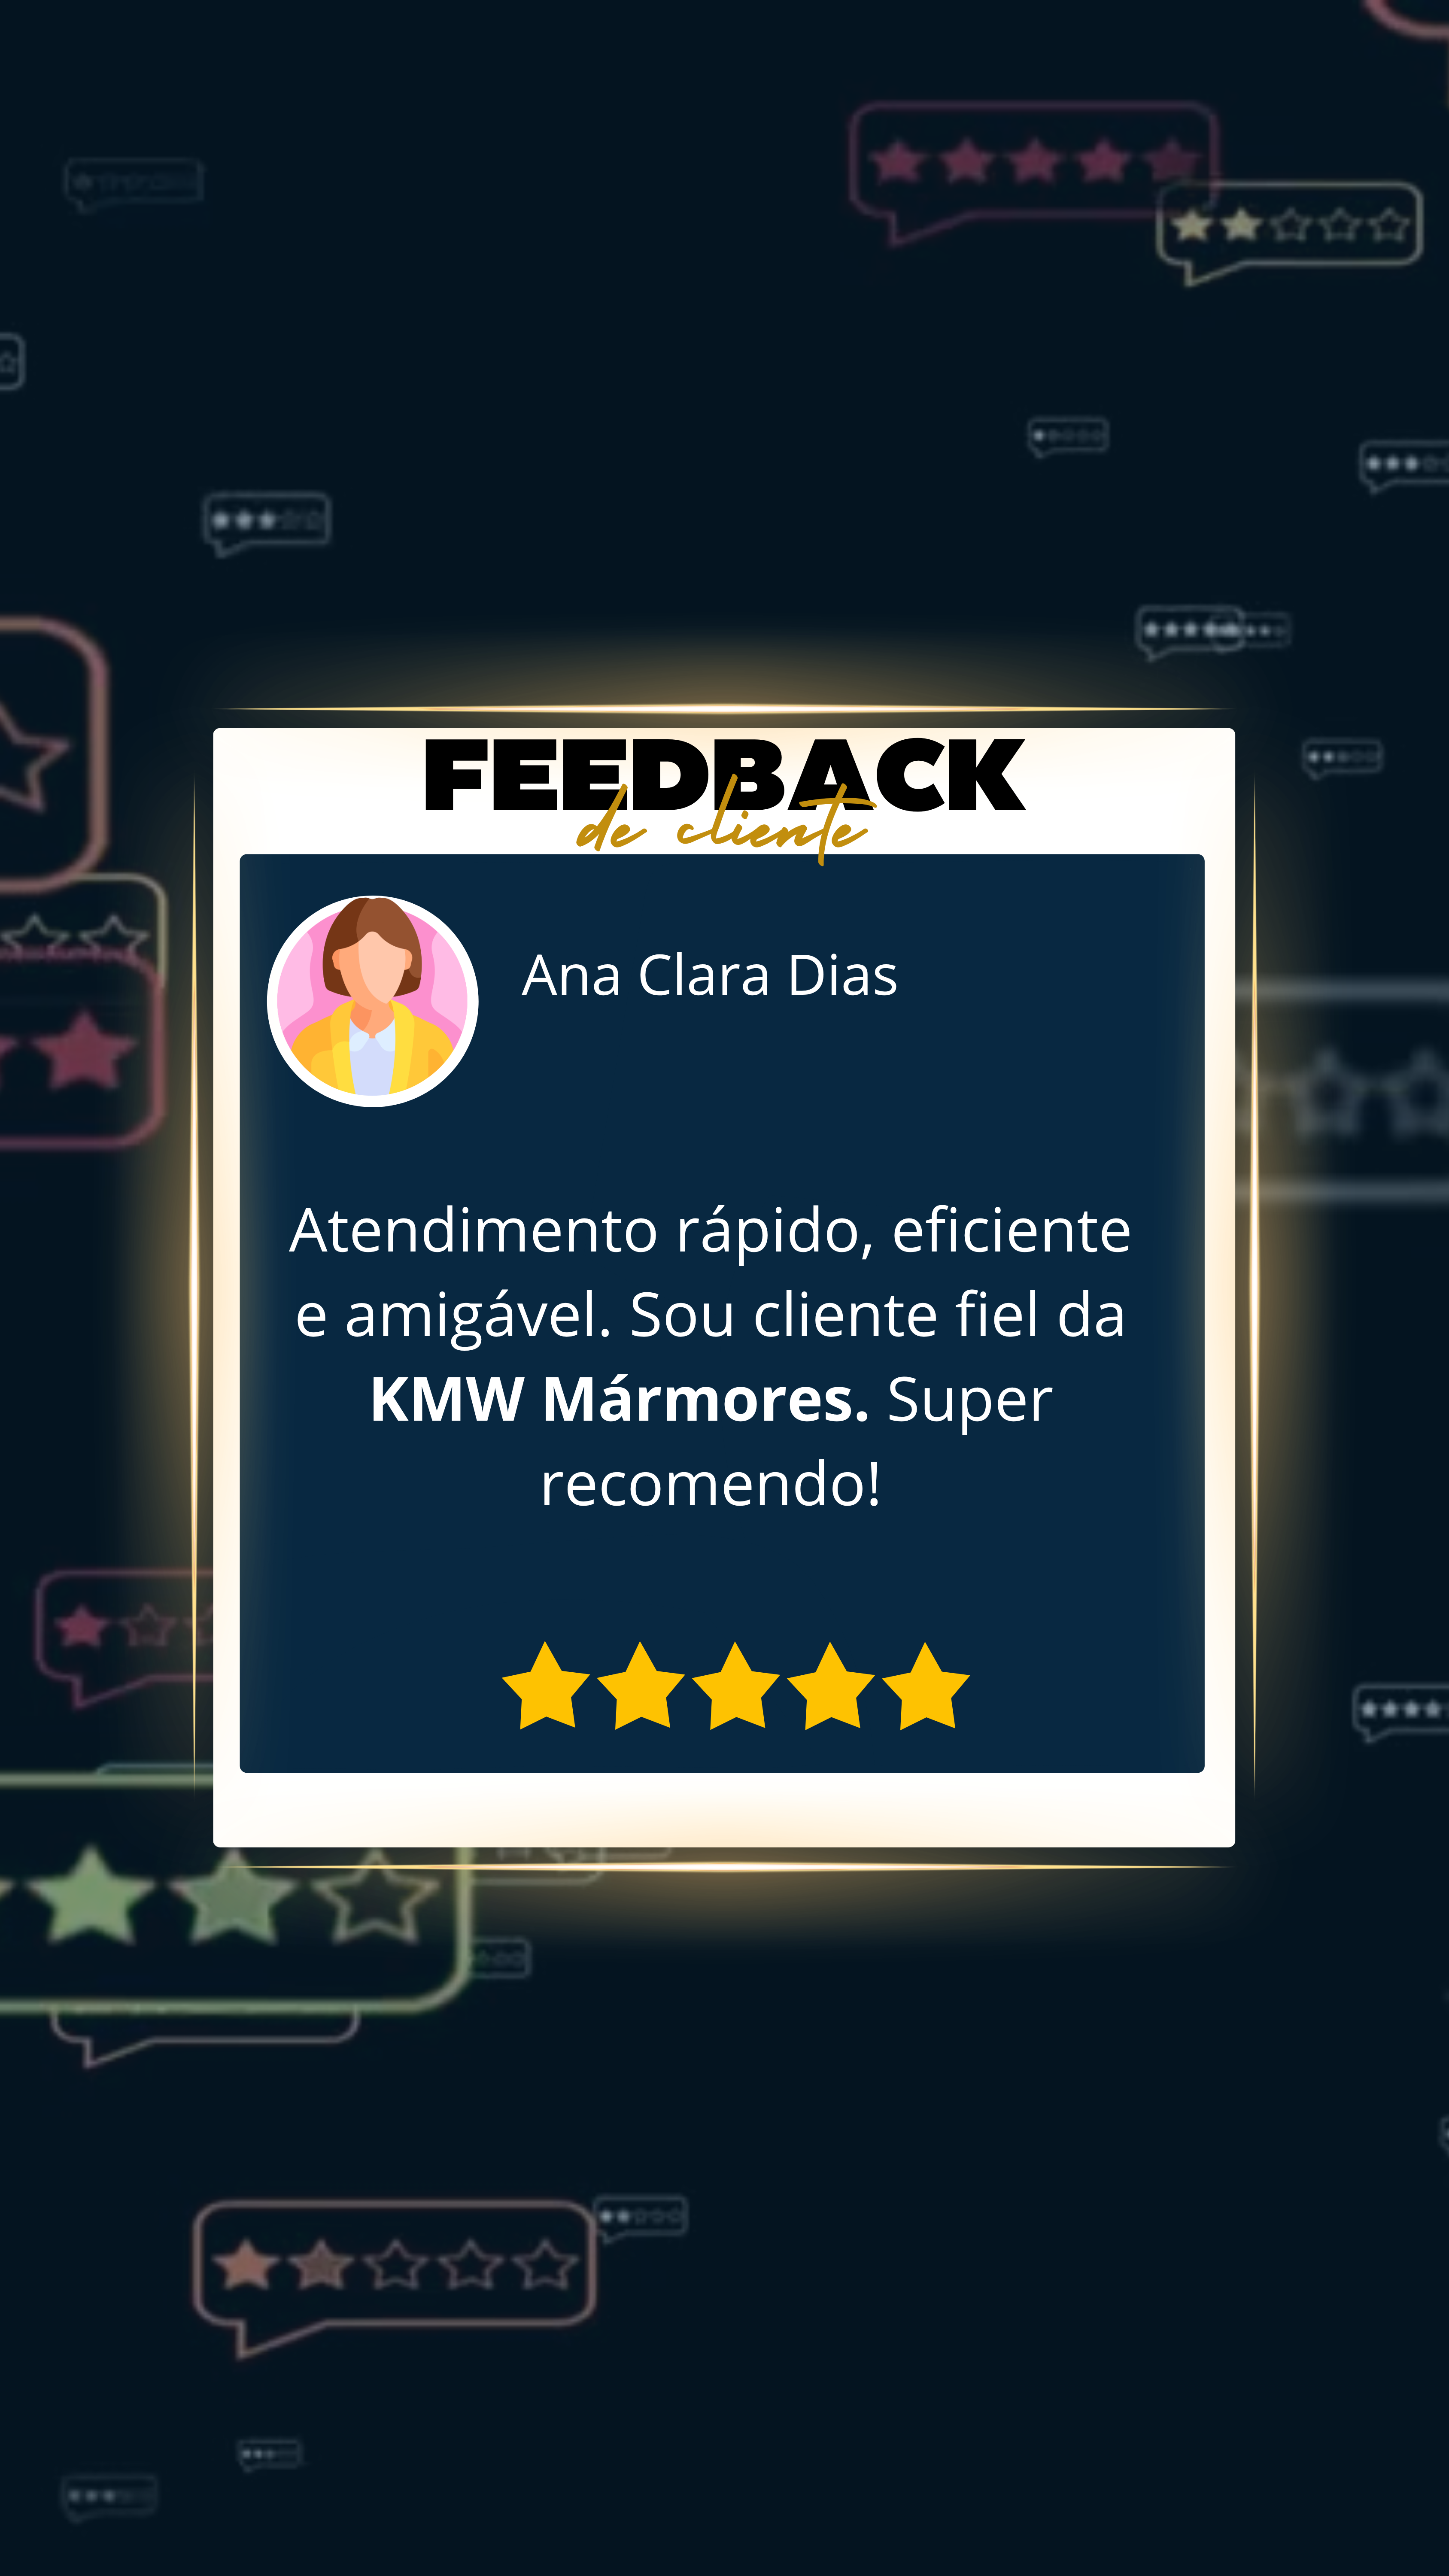 FEEDBACK
de cliente
Ana Clara Dias
Atendimento rápido, eficiente
e amigável. Sou cliente fiel da
KMW Mármores. Super
recomendo!